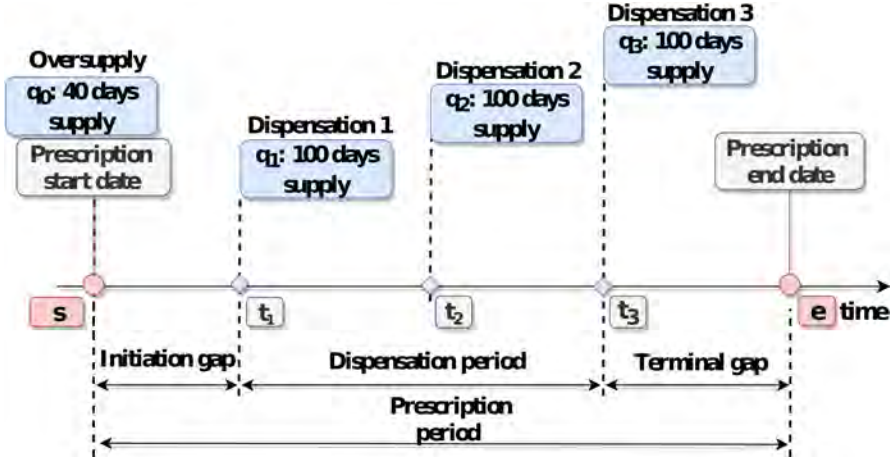 Dispensation 3
q3: 100 days
supply
Oversupply
q0: 40 days
supply
Dispensation 2
q2: 100 days
supply
Dispensation 1
q1: 100 days
supply
Prescription
start date
Prescription
end date
s
t1
t2
t3
e
time
Initiation gap
Dispensation period
Terminal gap
Prescription
period